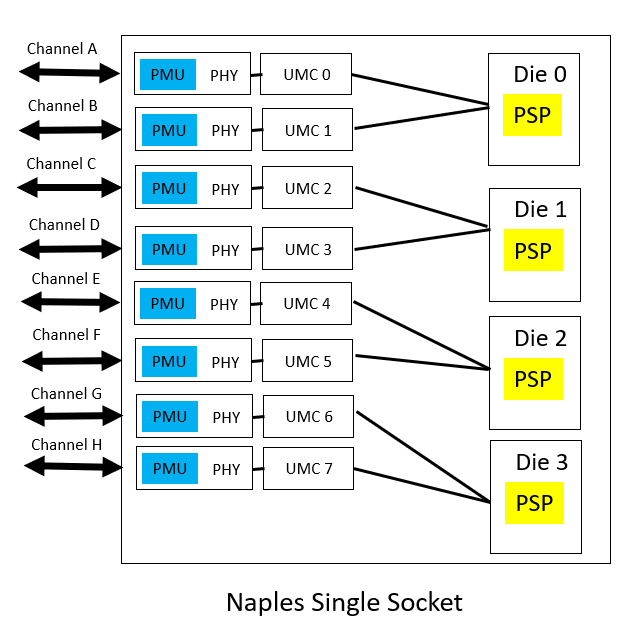 Channel A
PMU PHY UMC 0
Die 0
PSP
Channel B
PMU PHY UMC 1
Channel C
PMU PHY UMC 2
Die 1
PSP
Channel D
PMU PHY UMC 3
Channel E
PMU PHY UMC 4
Die 2
PSP
Channel F
PMU PHY UMC 5
Channel G
PMU PHY UMC 6
Channel H
PMU PHY UMC 7
Die 3
PSP
Naples Single Socket